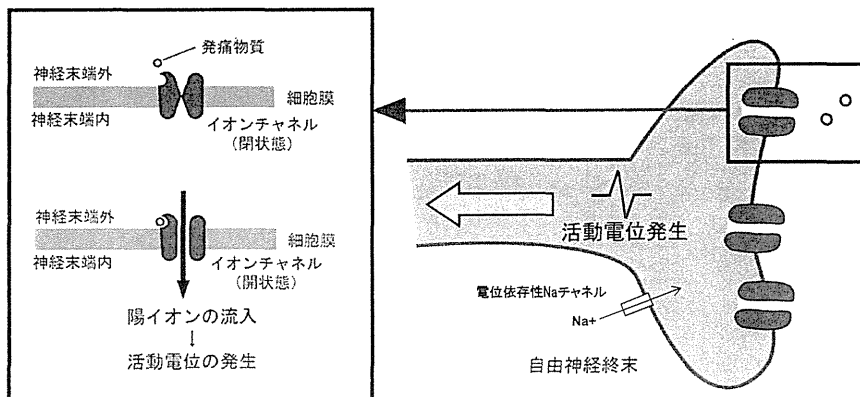 発痛物質
神経末端外
細胞膜
神経末端内
イオンチャネル
(閉状態)
神経末端外
細胞膜
神経末端内
イオンチャネル
(開状態)
陽イオンの流入
↓
活動電位の発生
活動電位発生
電位依存性Naチャネル
Na+
自由神経終末